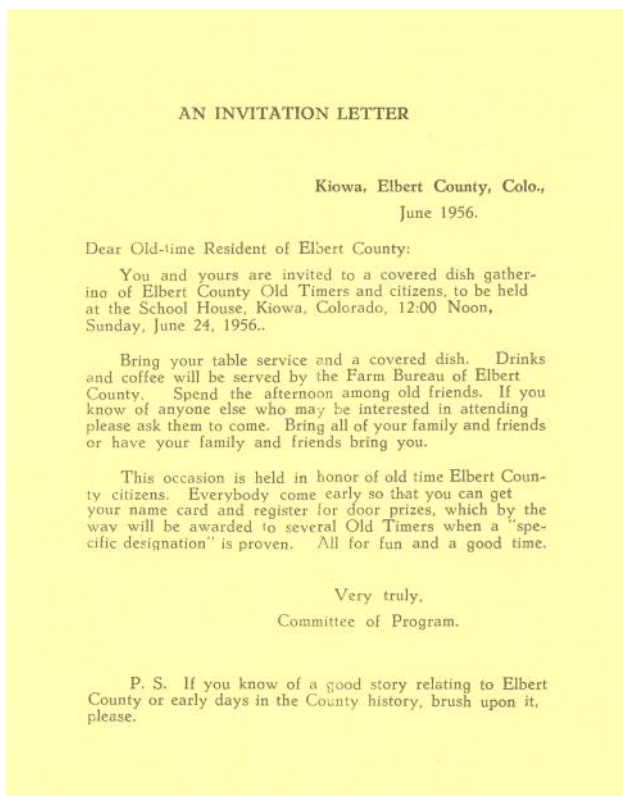 AN INVITATION LETTER
Kiowa, Elbert County, Colo.,
June 1956.
Dear Old-time Resident of Elbert County:
You and yours are invited to a covered dish gather-
ing of Elbert County Old Timers and citizens, to be held
at the School House, Kiowa, Colorado, 12:00 Noon,
Sunday, June 24, 1956..
Bring your table service and a covered dish. Drinks
and coffee will be served by the Farm Bureau of Elbert
County. Spend the afternoon among old friends. If you
know of anyone else who may be interested in attending
please ask them to come. Bring all of your family and friends
or have your family and friends bring you.
This occasion is held in honor of old time Elbert Coun-
ty citizens. Everybody come early so that you can get
your name card and register for door prizes, which by the
way will be awarded to several Old Timers when a "spe-
cific designation" is proven. All for fun and a good time.
Very truly,
Committee of Program.
P. S. If you know of a good story relating to Elbert
County or early days in the County history, brush upon it,
please.